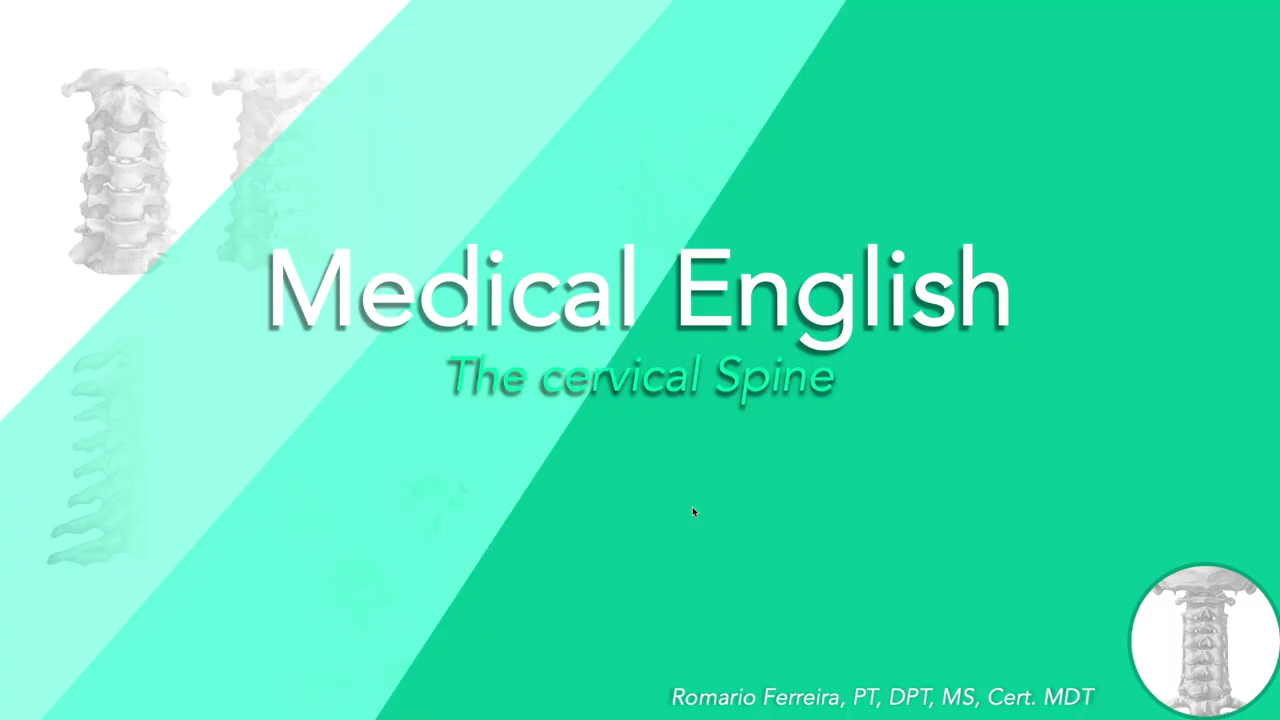 Medical English
The cervical Spine
Romario Ferreira, PT, DPT, MS, Cert. MDT